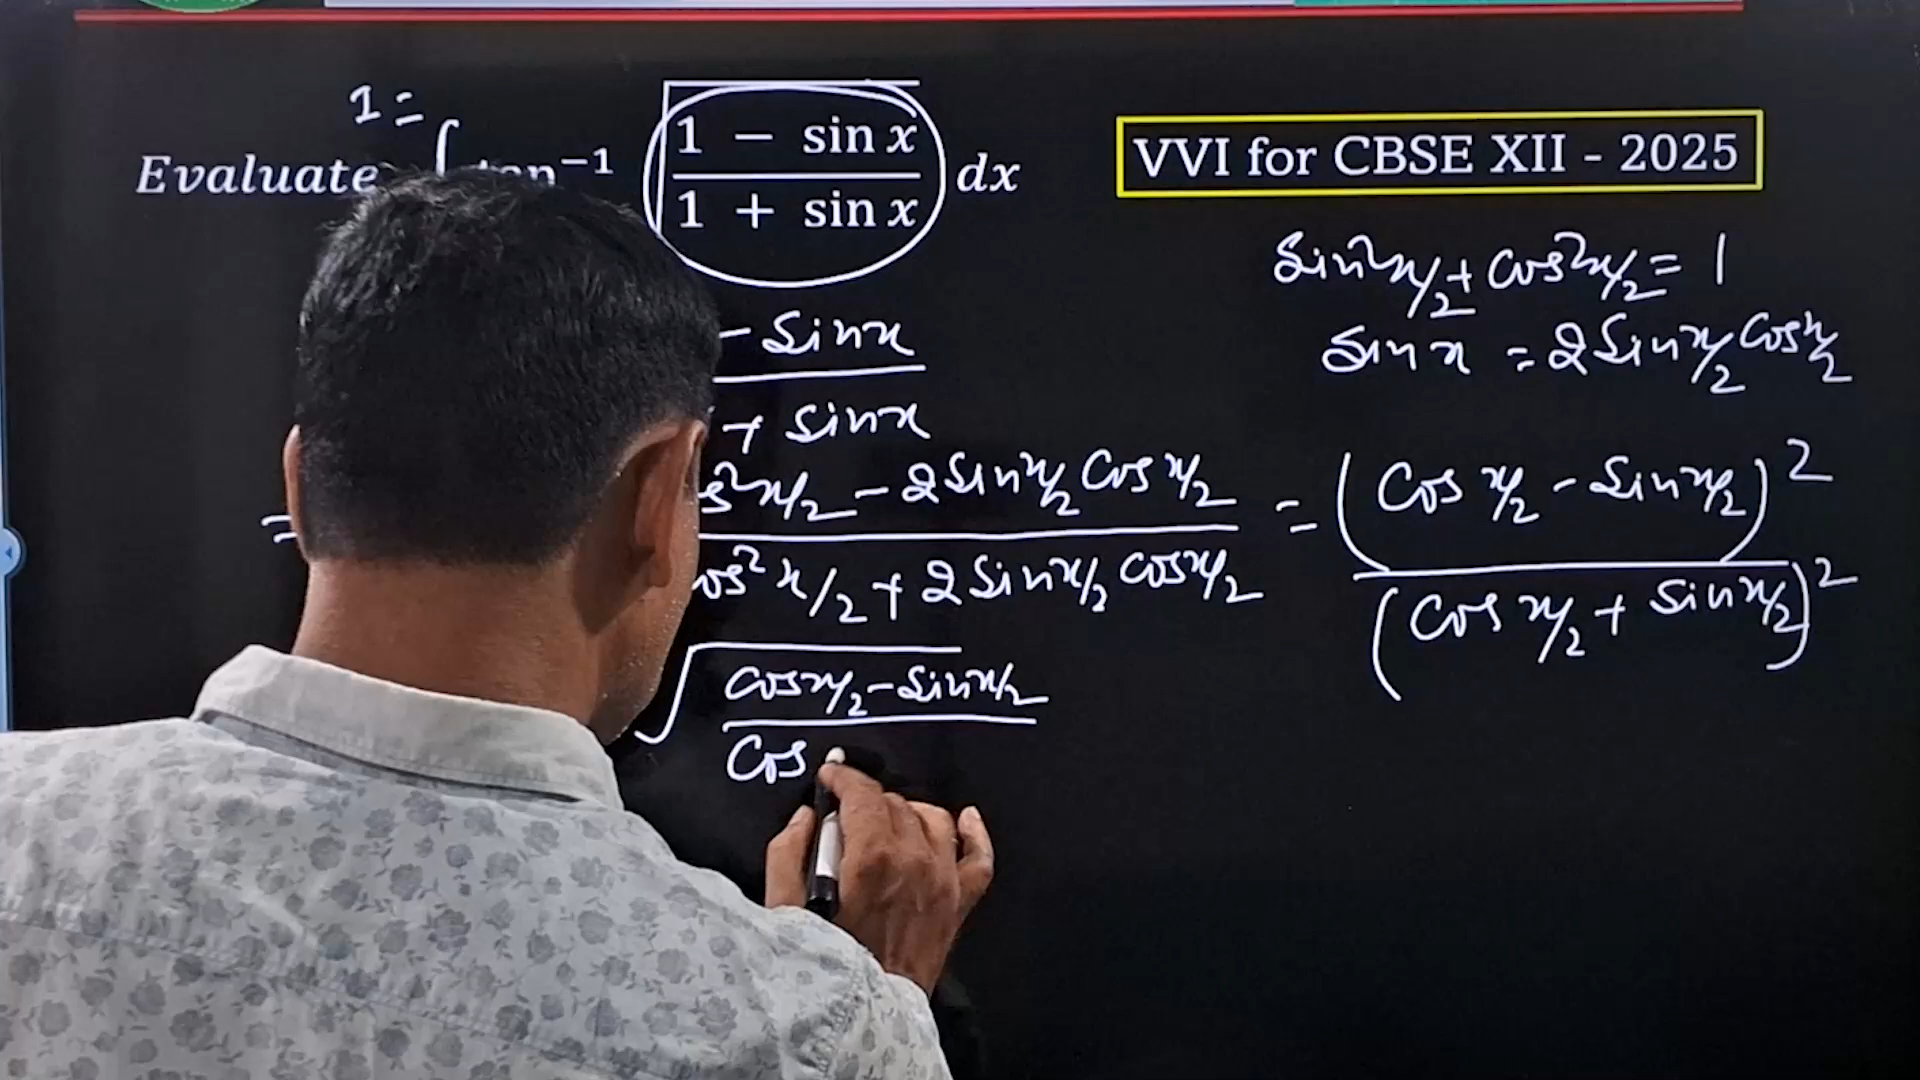 1 =
Evaluate ∫ tan⁻¹ √((1 − sin x)/(1 + sin x)) dx
VVI for CBSE XII - 2025
Sin²x/2 + Cos²x/2 = 1
Sin x = 2 Sin x/2 Cos x/2
− Sin x
+ Sin x
= s²x/2 − 2 Sin x/2 Cos x/2
os² x/2 + 2 Sin x/2 Cos x/2
= (Cos x/2 − Sin x/2)²
(Cos x/2 + Sin x/2)²
√ Cos x/2 − Sin x/2
Cos